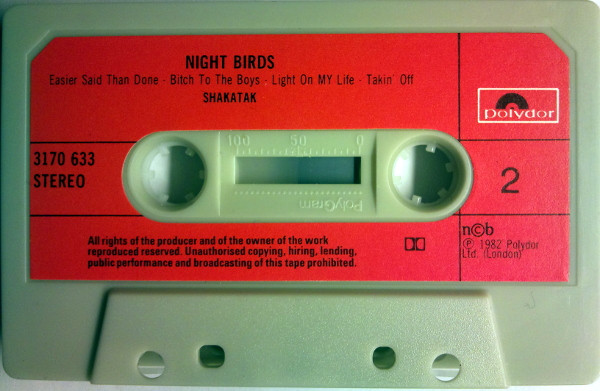 NIGHT BIRDS
Easier Said Than Done - Bitch To The Boys - Light On MY Life - Takin' Off
SHAKATAK
polydor
3170 633
STEREO
100 50 0
PolyGram
2
All rights of the producer and of the owner of the work
reproduced reserved. Unauthorised copying, hiring, lending,
public performance and broadcasting of this tape prohibited.
n©b
℗ 1982 Polydor
Ltd. (London)